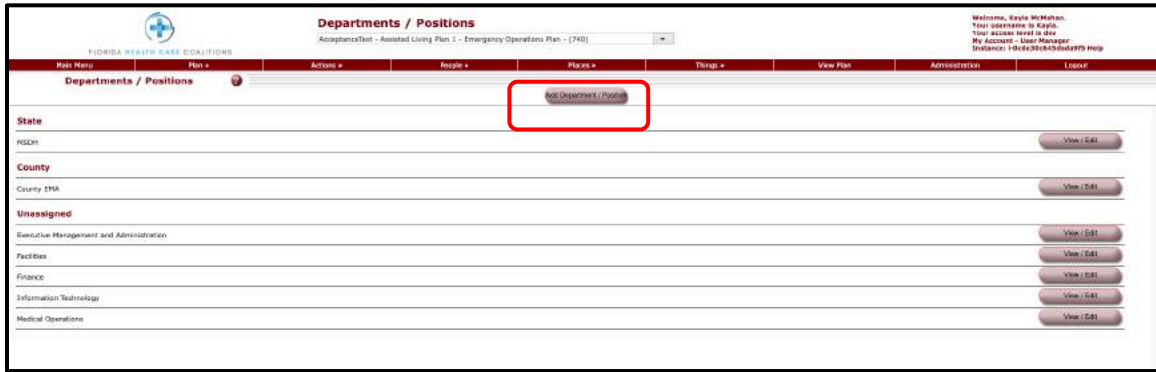 FLORIDA HEALTH CARE COALITIONS
Departments / Positions
AcceptanceTest - Assisted Living Plan 1 - Emergency Operations Plan - (740)
Welcome, Kayla McMahan.
Your username is Kayla.
Your access level is dev
My Account - User Manager
Instance: Help
Main Menu Plan » Actions » People » Places » Things » View Plan Administration Logout
Departments / Positions ?
Add Department / Position
State
MSDH View / Edit
County
County EMA View / Edit
Unassigned
Executive Management and Administration View / Edit
Facilities View / Edit
Finance View / Edit
Information Technology View / Edit
Medical Operations View / Edit